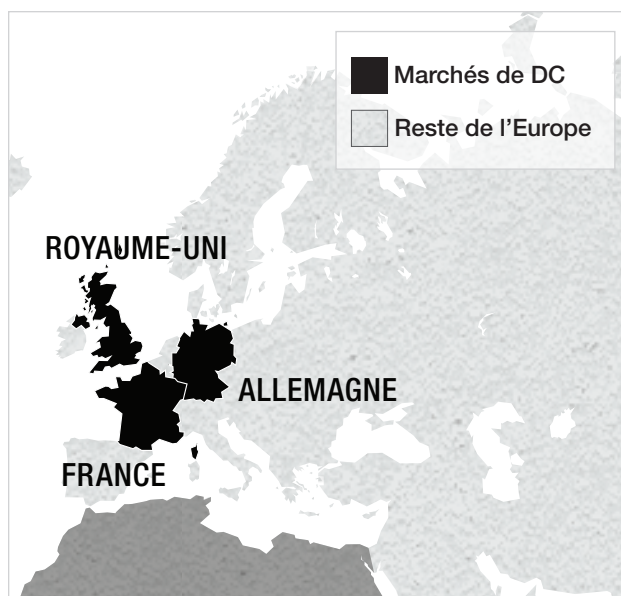 Marchés de DC
Reste de l’Europe
ROYAUME-UNI
ALLEMAGNE
FRANCE